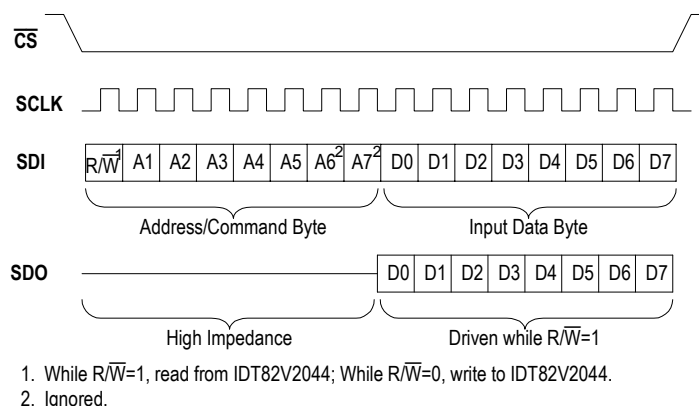 C̅S̅
SCLK
SDI R/W̅¹ A1 A2 A3 A4 A5 A6² A7² D0 D1 D2 D3 D4 D5 D6 D7
Address/Command Byte Input Data Byte
SDO D0 D1 D2 D3 D4 D5 D6 D7
High Impedance Driven while R/W̅=1
1. While R/W̅=1, read from IDT82V2044; While R/W̅=0, write to IDT82V2044.
2. Ignored.